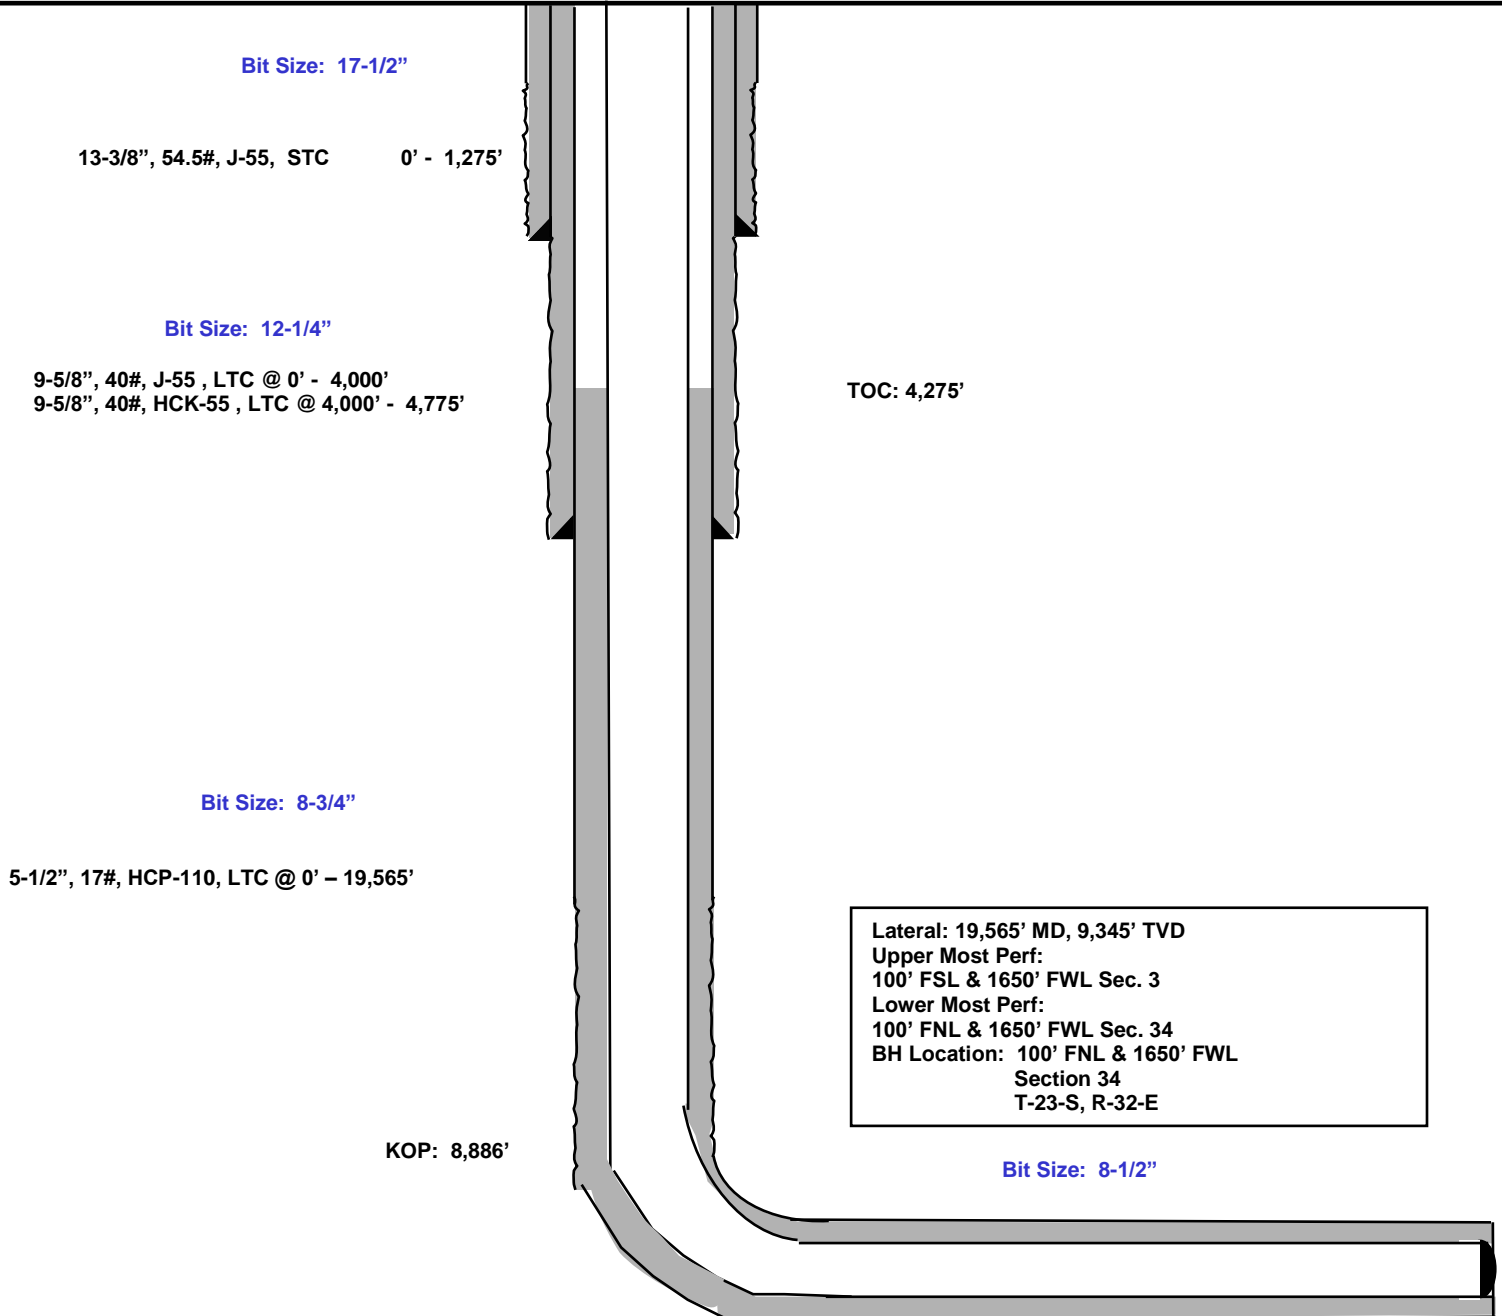 Bit Size: 17-1/2”
13-3/8”, 54.5#, J-55, STC 0’ - 1,275’
Bit Size: 12-1/4”
9-5/8”, 40#, J-55 , LTC @ 0’ - 4,000’
9-5/8”, 40#, HCK-55 , LTC @ 4,000’ - 4,775’
TOC: 4,275’
Bit Size: 8-3/4”
5-1/2”, 17#, HCP-110, LTC @ 0’ – 19,565’
Lateral: 19,565’ MD, 9,345’ TVD
Upper Most Perf:
100’ FSL & 1650’ FWL Sec. 3
Lower Most Perf:
100’ FNL & 1650’ FWL Sec. 34
BH Location: 100’ FNL & 1650’ FWL
Section 34
T-23-S, R-32-E
KOP: 8,886’
Bit Size: 8-1/2”